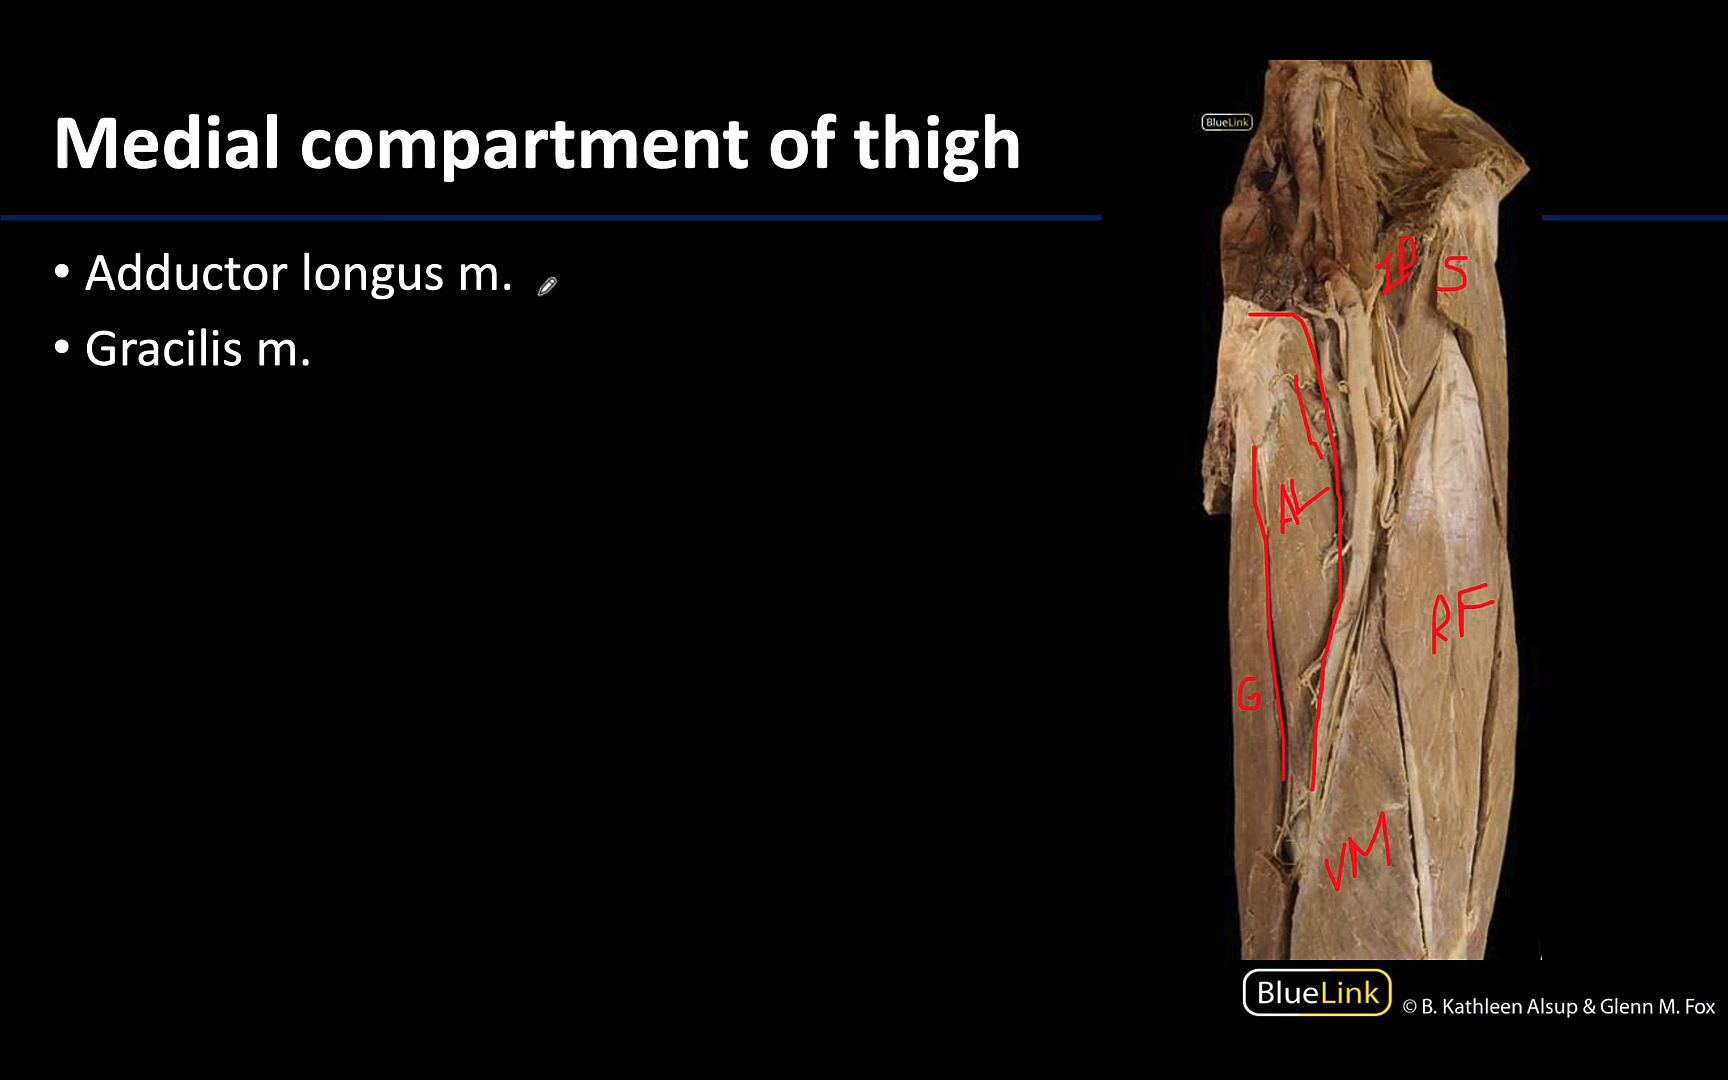 BlueLink
Medial compartment of thigh
• Adductor longus m.
• Gracilis m.
IP
S
AL
RF
G
VM
BlueLink
© B. Kathleen Alsup & Glenn M. Fox